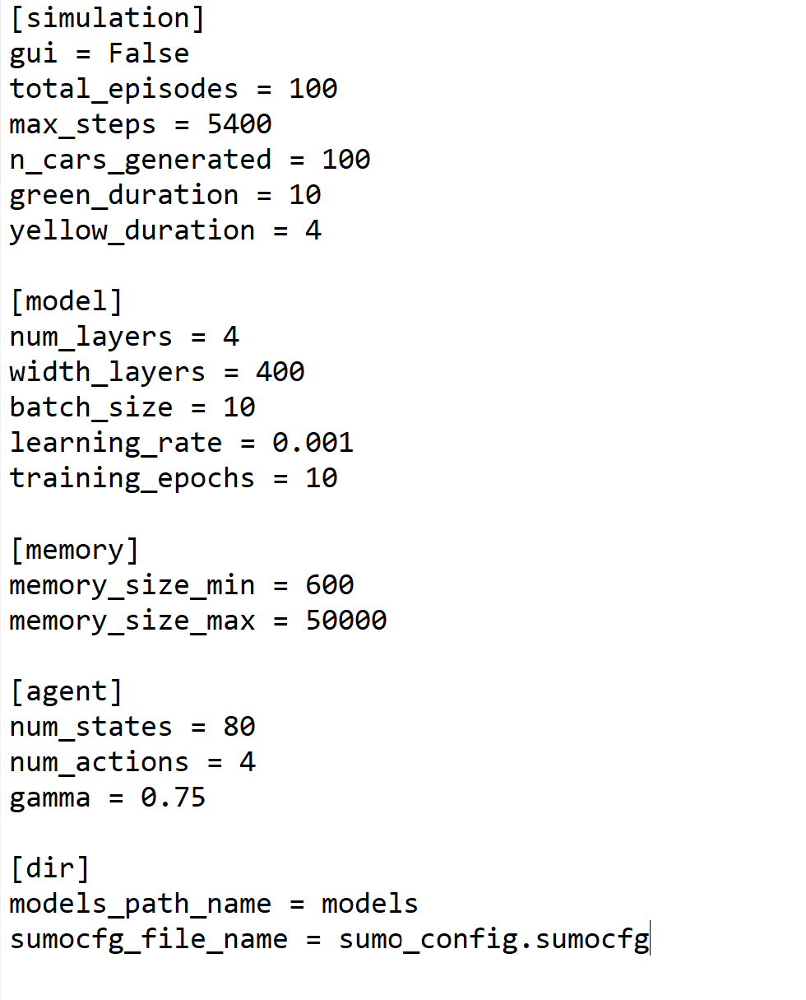 [simulation]
gui = False
total_episodes = 100
max_steps = 5400
n_cars_generated = 100
green_duration = 10
yellow_duration = 4

[model]
num_layers = 4
width_layers = 400
batch_size = 10
learning_rate = 0.001
training_epochs = 10

[memory]
memory_size_min = 600
memory_size_max = 50000

[agent]
num_states = 80
num_actions = 4
gamma = 0.75

[dir]
models_path_name = models
sumocfg_file_name = sumo_config.sumocfg